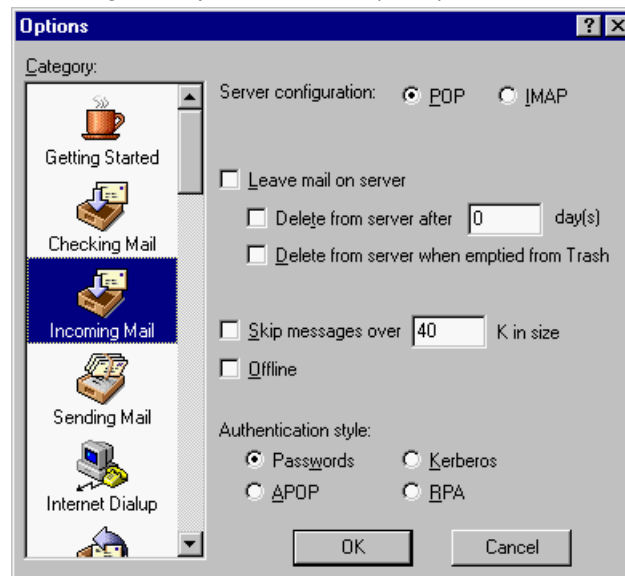 Options
Category:
Getting Started
Checking Mail
Incoming Mail
Sending Mail
Internet Dialup
Server configuration: POP IMAP
Leave mail on server
Delete from server after 0 day(s)
Delete from server when emptied from Trash
Skip messages over 40 K in size
Offline
Authentication style:
Passwords Kerberos
APOP RPA
OK Cancel